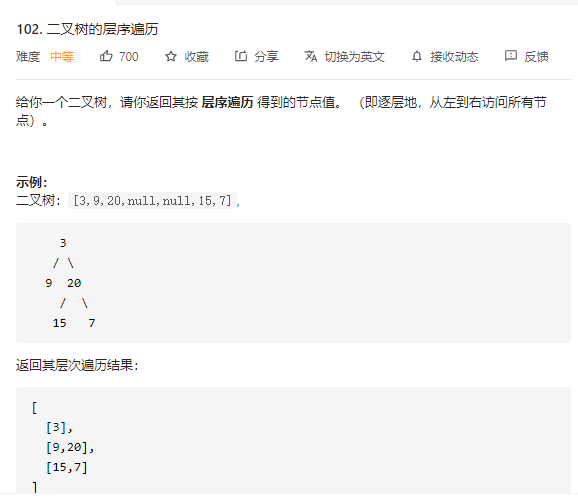 102. 二叉树的层序遍历
难度 中等 700 收藏 分享 切换为英文 接收动态 反馈
给你一个二叉树，请你返回其按 层序遍历 得到的节点值。 （即逐层地，从左到右访问所有节
点）。
示例：
二叉树：[3,9,20,null,null,15,7],
3
/ \
9 20
/ \
15 7
返回其层次遍历结果：
[
[3],
[9,20],
[15,7]
]